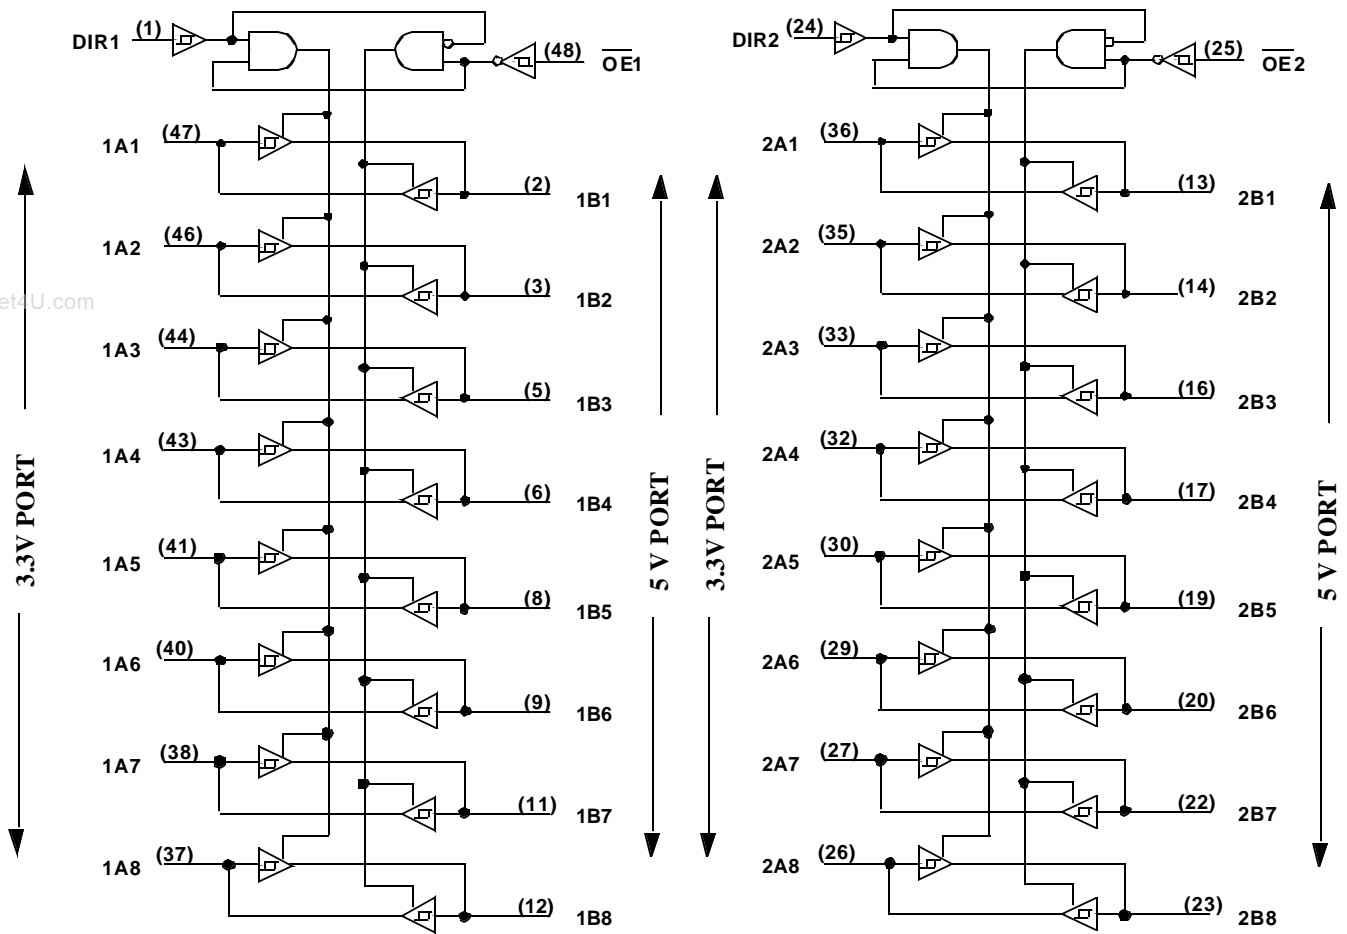 DIR1 (1) (48) OE1
1A1 (47) (2) 1B1
1A2 (46) (3) 1B2
1A3 (44) (5) 1B3
1A4 (43) (6) 1B4
1A5 (41) (8) 1B5
1A6 (40) (9) 1B6
1A7 (38) (11) 1B7
1A8 (37) (12) 1B8
3.3V PORT
5 V PORT
DIR2 (24) (25) OE2
2A1 (36) (13) 2B1
2A2 (35) (14) 2B2
2A3 (33) (16) 2B3
2A4 (32) (17) 2B4
2A5 (30) (19) 2B5
2A6 (29) (20) 2B6
2A7 (27) (22) 2B7
2A8 (26) (23) 2B8
3.3V PORT
5 V PORT
et4U.com